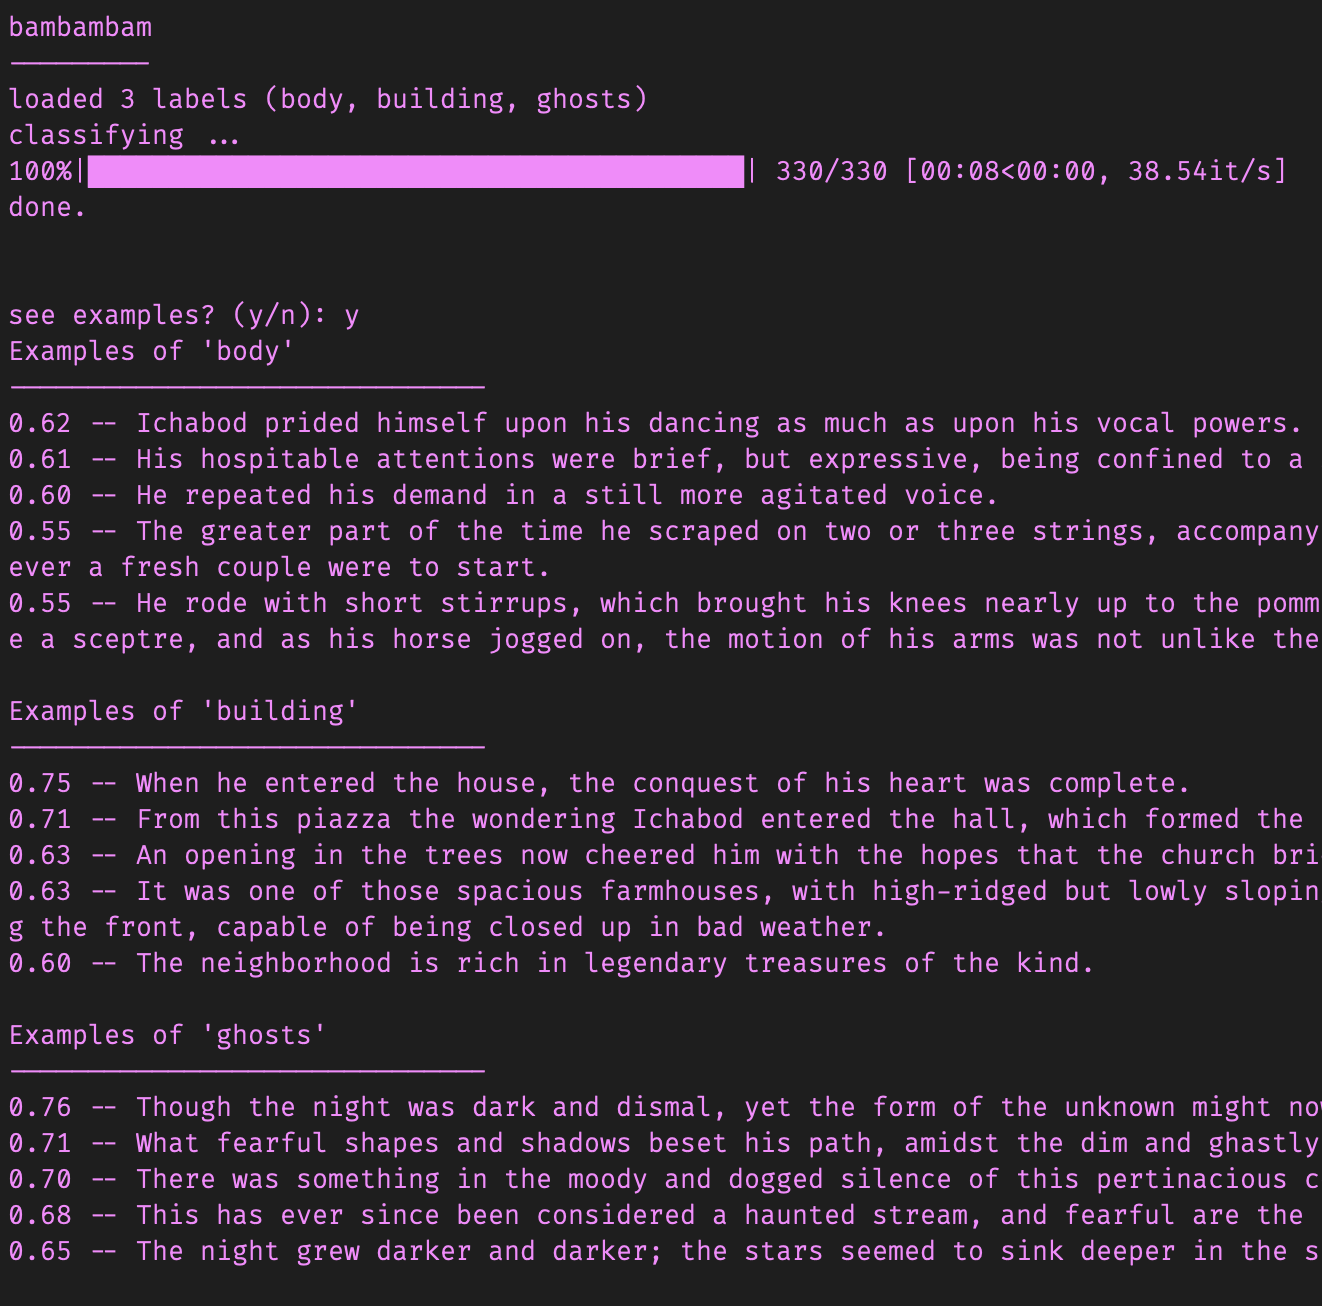 bambambam
─────────
loaded 3 labels (body, building, ghosts)
classifying ...
100%|██████████████████████████████████████████| 330/330 [00:08<00:00, 38.54it/s]
done.
see examples? (y/n): y
Examples of 'body'
──────────────────────────────
0.62 -- Ichabod prided himself upon his dancing as much as upon his vocal powers.
0.61 -- His hospitable attentions were brief, but expressive, being confined to a
0.60 -- He repeated his demand in a still more agitated voice.
0.55 -- The greater part of the time he scraped on two or three strings, accompany
ever a fresh couple were to start.
0.55 -- He rode with short stirrups, which brought his knees nearly up to the pomm
e a sceptre, and as his horse jogged on, the motion of his arms was not unlike the
Examples of 'building'
──────────────────────────────
0.75 -- When he entered the house, the conquest of his heart was complete.
0.71 -- From this piazza the wondering Ichabod entered the hall, which formed the
0.63 -- An opening in the trees now cheered him with the hopes that the church bri
0.63 -- It was one of those spacious farmhouses, with high-ridged but lowly slopin
g the front, capable of being closed up in bad weather.
0.60 -- The neighborhood is rich in legendary treasures of the kind.
Examples of 'ghosts'
──────────────────────────────
0.76 -- Though the night was dark and dismal, yet the form of the unknown might now
0.71 -- What fearful shapes and shadows beset his path, amidst the dim and ghastly
0.70 -- There was something in the moody and dogged silence of this pertinacious c
0.68 -- This has ever since been considered a haunted stream, and fearful are the
0.65 -- The night grew darker and darker; the stars seemed to sink deeper in the s